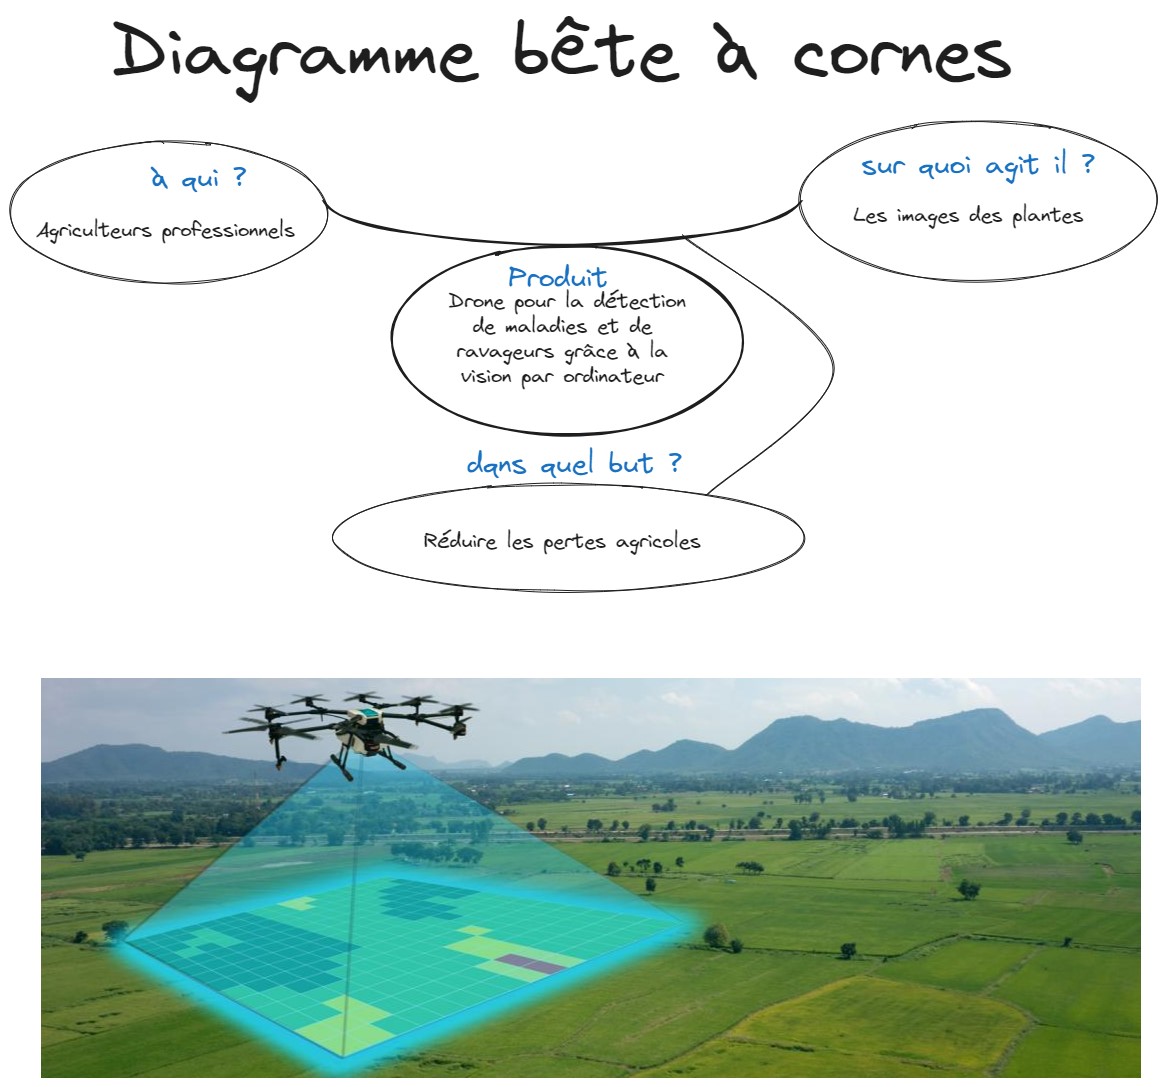 Diagramme bête à cornes
à qui ?
Agriculteurs professionnels
sur quoi agit il ?
Les images des plantes
Produit
Drone pour la détection
de maladies et de
ravageurs grâce à la
vision par ordinateur
dans quel but ?
Réduire les pertes agricoles